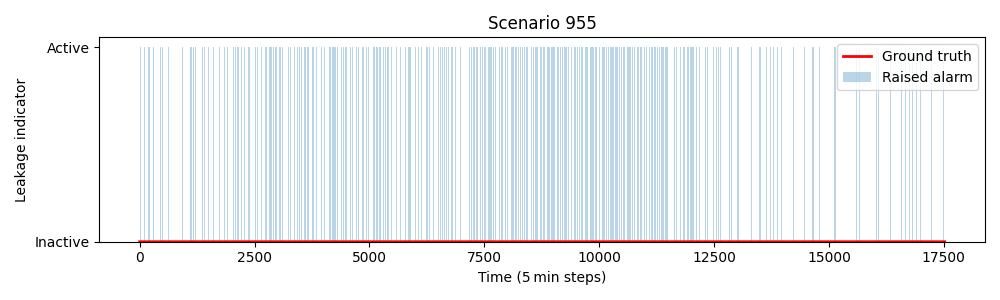 Scenario 955
Active
Inactive
Leakage indicator
Ground truth
Raised alarm
0 2500 5000 7500 10000 12500 15000 17500
Time (5 min steps)